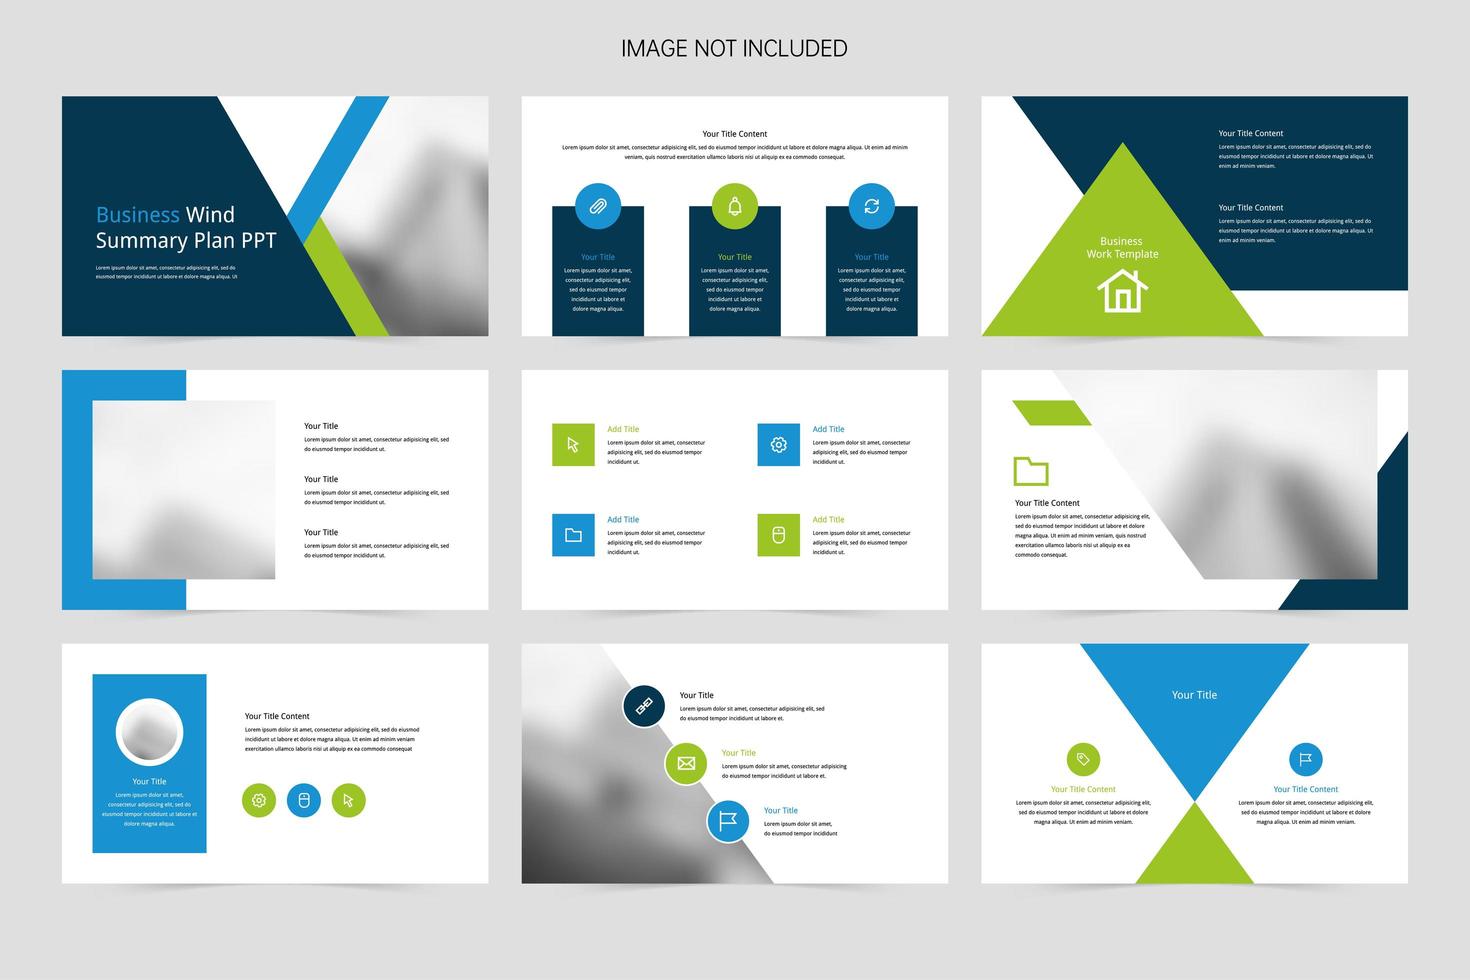 IMAGE NOT INCLUDED
Business Wind
Summary Plan PPT
Lorem ipsum dolor sit amet, consectetur adipisicing elit, sed do
eiusmod tempor incididunt ut labore et dolore magna aliqua. Ut
Your Title Content
Lorem ipsum dolor sit amet, consectetur adipisicing elit, sed do eiusmod tempor incididunt ut labore et dolore magna aliqua. Ut enim ad minim
veniam, quis nostrud exercitation ullamco laboris nisi ut aliquip ex ea commodo consequat.
Your Title
Lorem ipsum dolor sit amet,
consectetur adipisicing elit,
sed do eiusmod tempor
incididunt ut labore et
dolore magna aliqua.
Your Title
Lorem ipsum dolor sit amet,
consectetur adipisicing elit,
sed do eiusmod tempor
incididunt ut labore et
dolore magna aliqua.
Your Title
Lorem ipsum dolor sit amet,
consectetur adipisicing elit,
sed do eiusmod tempor
incididunt ut labore et
dolore magna aliqua.
Business
Work Template
Your Title Content
Lorem ipsum dolor sit amet, consectetur adipisicing elit, sed do
eiusmod tempor incididunt ut labore et dolore magna aliqua. Ut
enim ad minim veniam.
Your Title Content
Lorem ipsum dolor sit amet, consectetur adipisicing elit, sed do
eiusmod tempor incididunt ut labore et dolore magna aliqua. Ut
enim ad minim veniam.
Your Title
Lorem ipsum dolor sit amet, consectetur adipisicing elit, sed
do eiusmod tempor incididunt ut.
Your Title
Lorem ipsum dolor sit amet, consectetur adipisicing elit, sed
do eiusmod tempor incididunt ut.
Your Title
Lorem ipsum dolor sit amet, consectetur adipisicing elit, sed
do eiusmod tempor incididunt ut.
Add Title
Lorem ipsum dolor sit amet, consectetur
adipisicing elit, sed do eiusmod tempor
incididunt ut.
Add Title
Lorem ipsum dolor sit amet, consectetur
adipisicing elit, sed do eiusmod tempor
incididunt ut.
Add Title
Lorem ipsum dolor sit amet, consectetur
adipisicing elit, sed do eiusmod tempor
incididunt ut.
Add Title
Lorem ipsum dolor sit amet, consectetur
adipisicing elit, sed do eiusmod tempor
incididunt ut.
Your Title Content
Lorem ipsum dolor sit amet, consectetur adipisicing elit,
sed do eiusmod tempor incididunt ut labore et dolore
magna aliqua. Ut enim ad minim veniam, quis nostrud
exercitation ullamco laboris nisi ut aliquip ex ea
commodo consequat.
Your Title
Lorem ipsum dolor sit amet,
consectetur adipisicing elit, sed do
eiusmod tempor incididunt ut labore et
dolore magna aliqua.
Your Title Content
Lorem ipsum dolor sit amet, consectetur adipisicing elit, sed do eiusmod
tempor incididunt ut labore et dolore magna aliqua. Ut enim ad minim veniam
exercitation ullamco laboris nisi ut aliquip ex ea commodo consequat
Your Title
Lorem ipsum dolor sit amet, consectetur adipisicing elit, sed
do eiusmod tempor incididunt ut labore et.
Your Title
Lorem ipsum dolor sit amet, consectetur adipisicing
do eiusmod tempor incididunt ut labore et.
Your Title
Lorem ipsum dolor sit amet,
do eiusmod tempor incididunt
Your Title
Your Title Content
Lorem ipsum dolor sit amet, consectetur adipisicing elit,
sed do eiusmod tempor incididunt ut labore et dolore
magna aliqua. Ut enim ad minim veniam.
Your Title Content
Lorem ipsum dolor sit amet, consectetur adipisicing elit,
sed do eiusmod tempor incididunt ut labore et dolore
magna aliqua. Ut enim ad minim veniam.